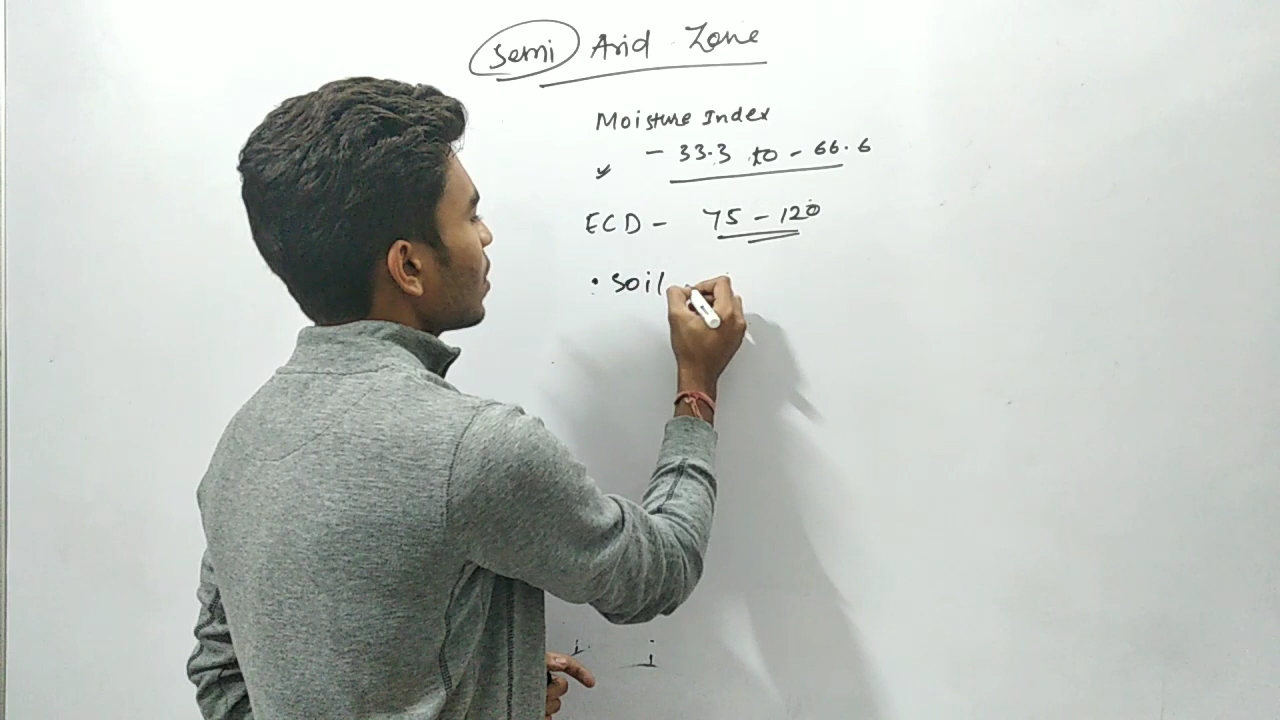 Semi Arid Zone
Moisture Index
- 33.3 to - 66.6
ECD - 75 - 120
• Soil